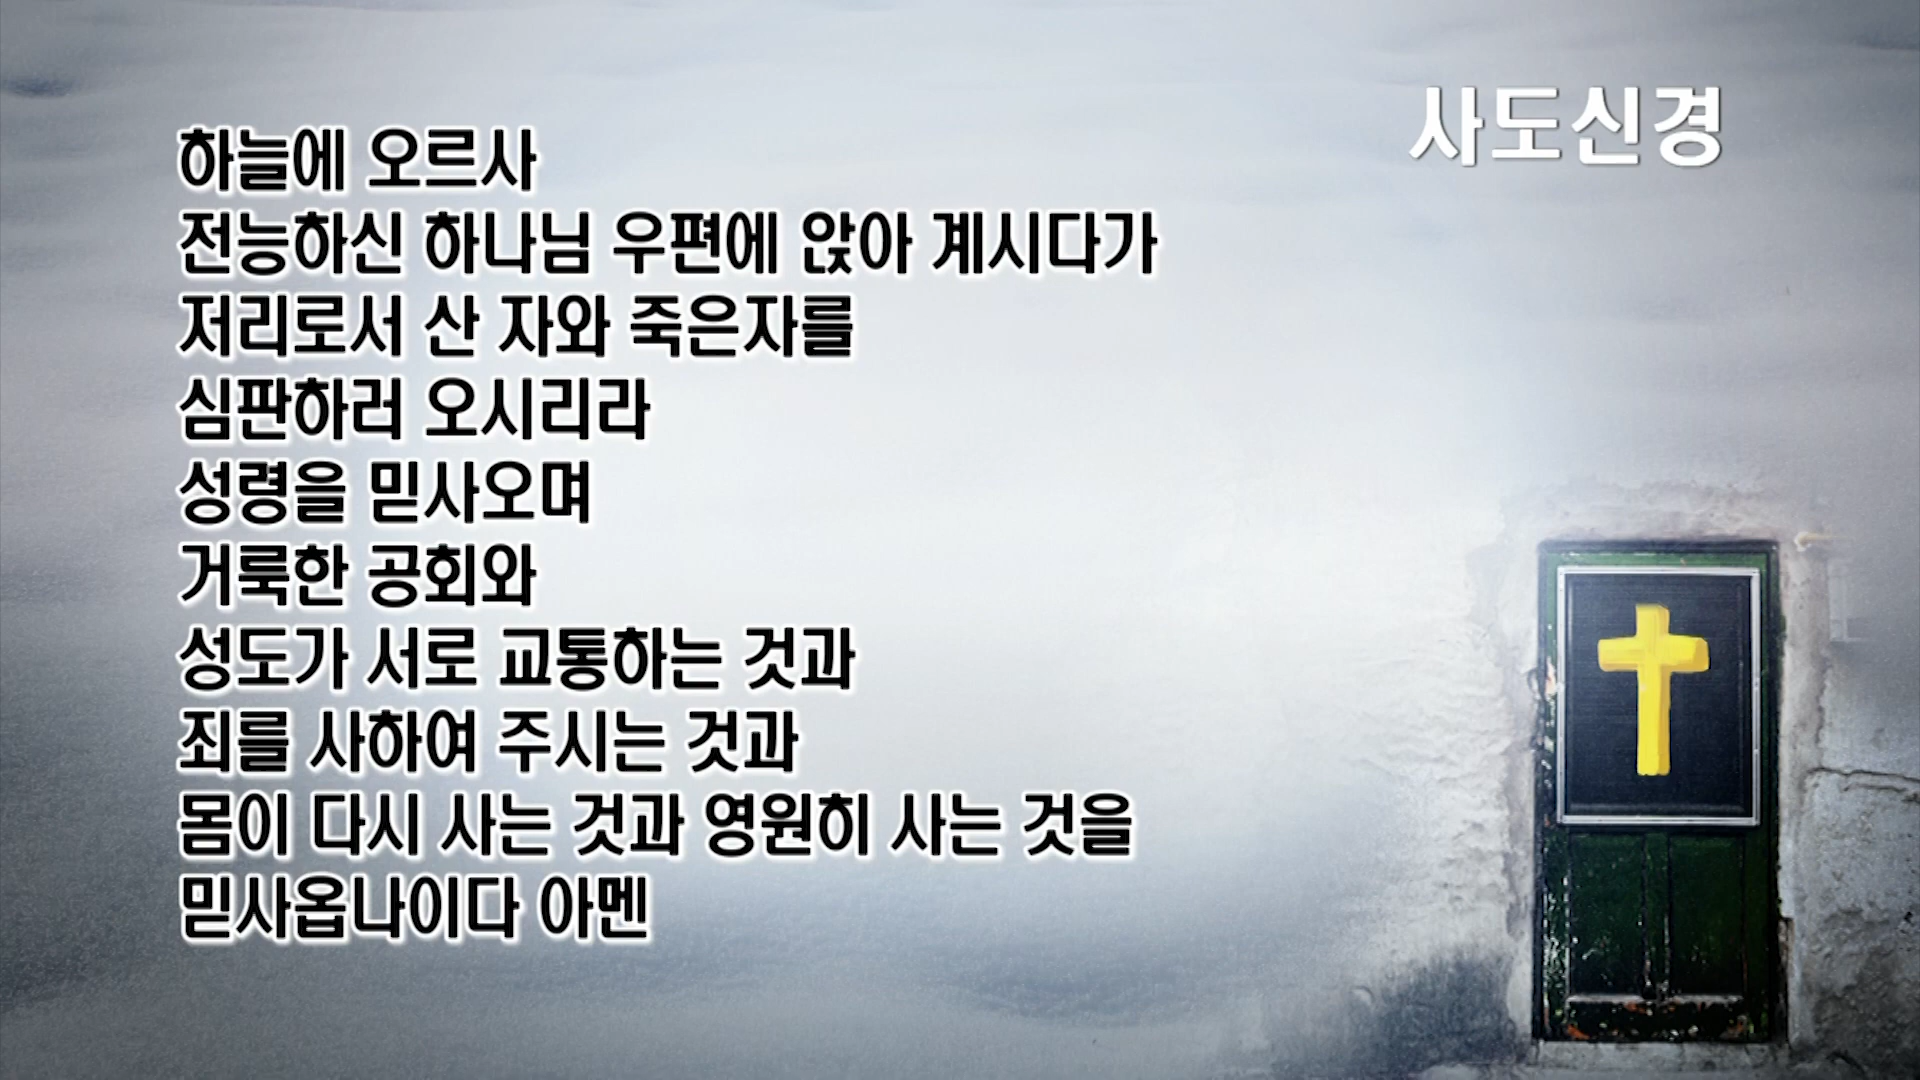 사도신경
하늘에 오르사
전능하신 하나님 우편에 앉아 계시다가
저리로서 산 자와 죽은자를
심판하러 오시리라
성령을 믿사오며
거룩한 공회와
성도가 서로 교통하는 것과
죄를 사하여 주시는 것과
몸이 다시 사는 것과 영원히 사는 것을
믿사옵나이다 아멘